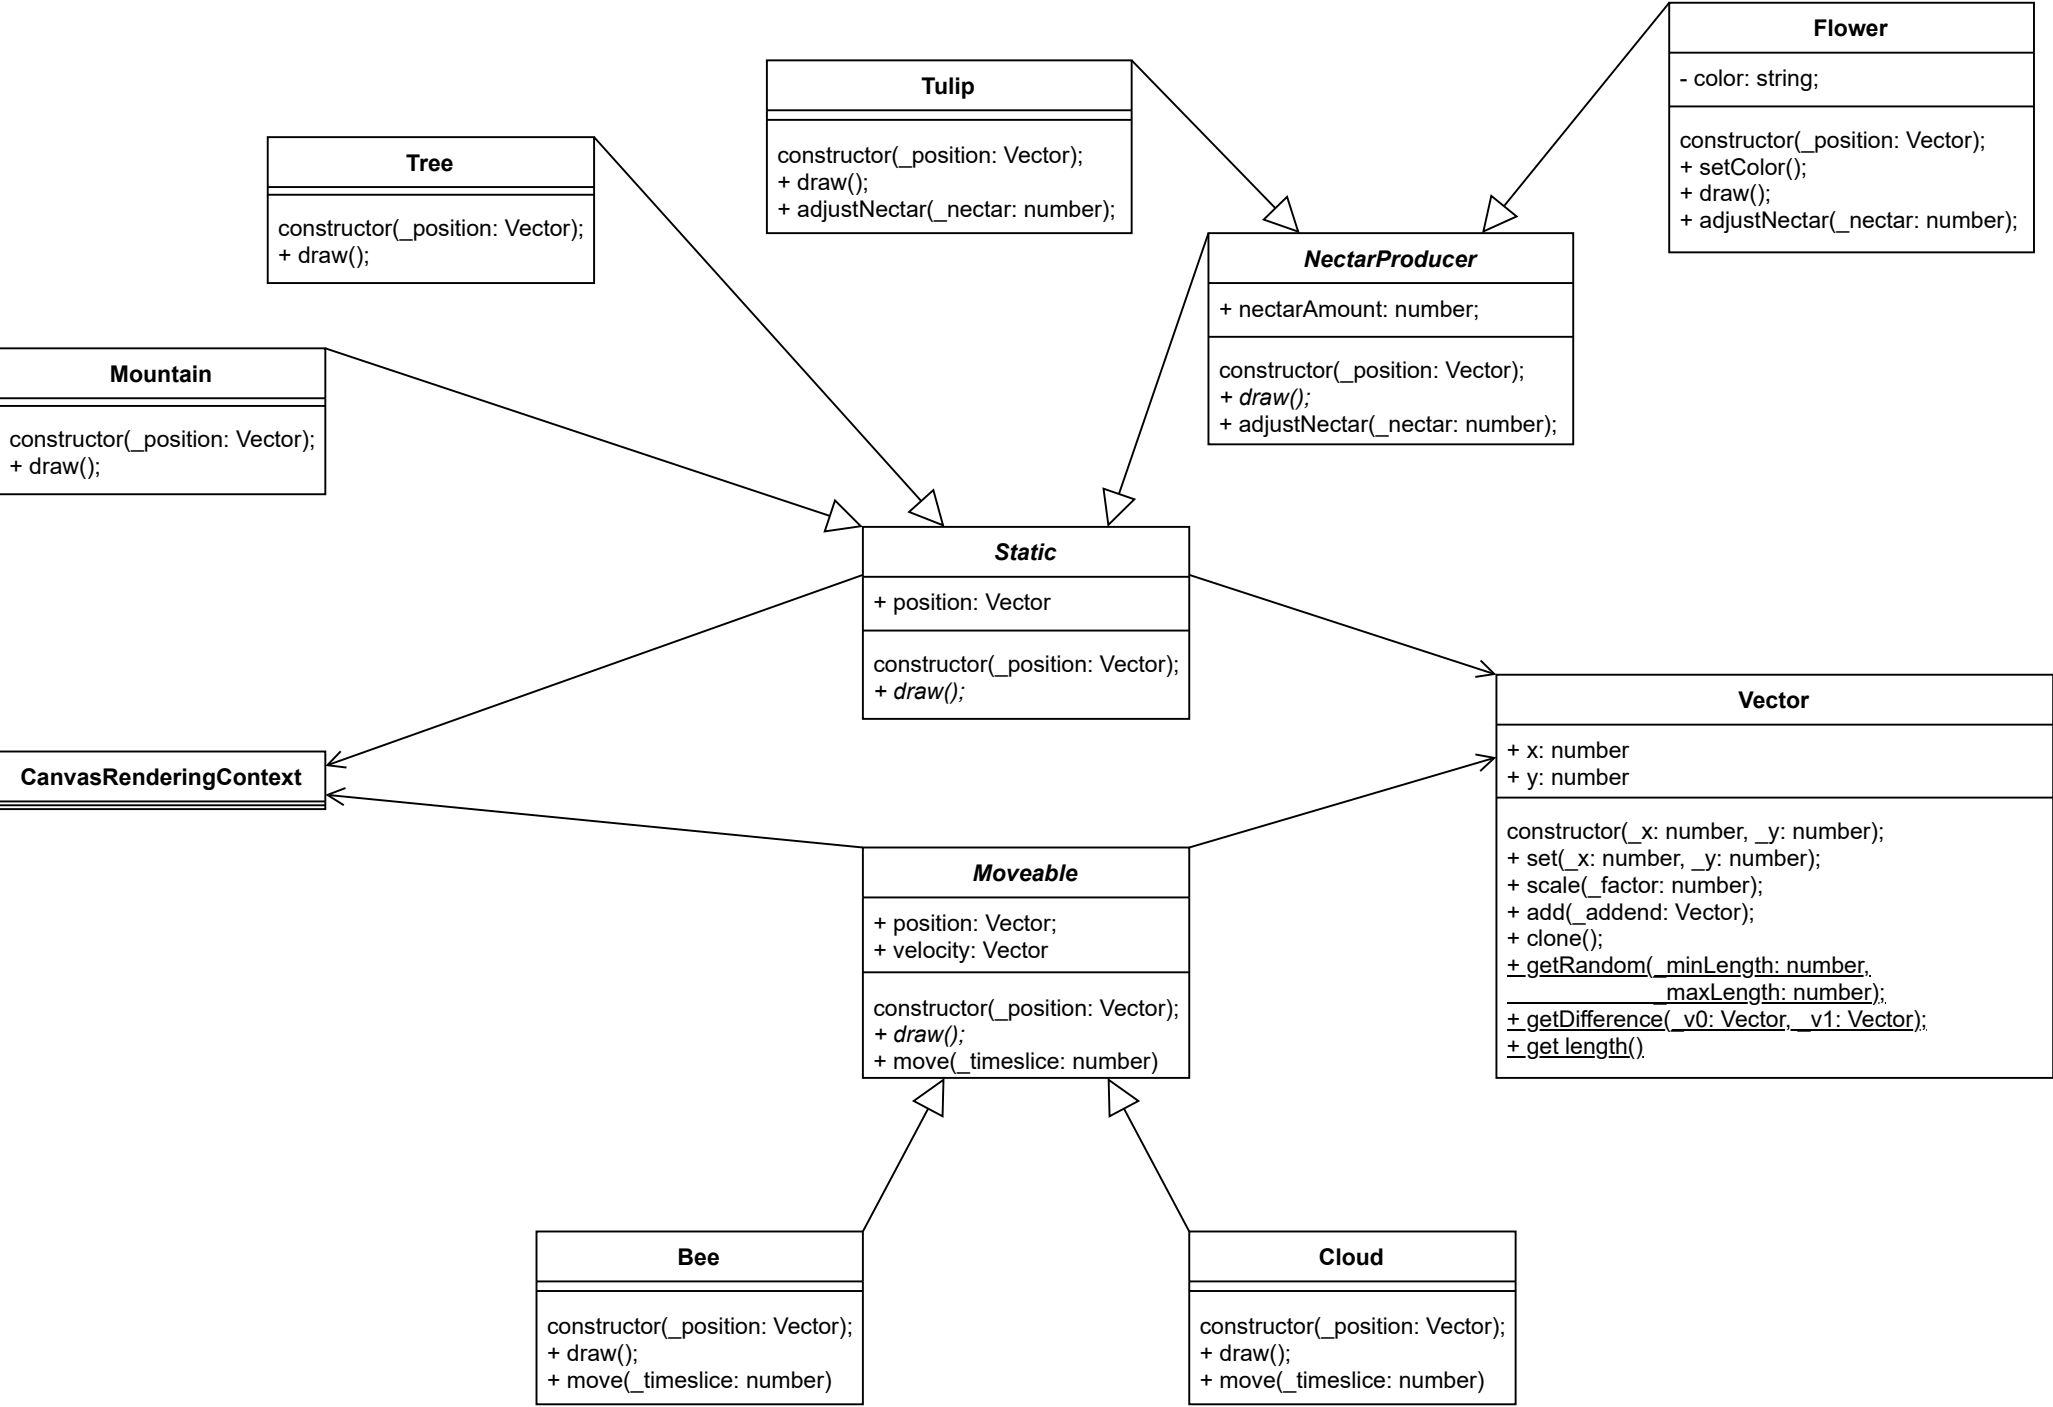 Flower
- color: string;
constructor(_position: Vector);
+ setColor();
+ draw();
+ adjustNectar(_nectar: number);
Tulip
constructor(_position: Vector);
+ draw();
+ adjustNectar(_nectar: number);
Tree
constructor(_position: Vector);
+ draw();
NectarProducer
+ nectarAmount: number;
constructor(_position: Vector);
+ draw();
+ adjustNectar(_nectar: number);
Mountain
constructor(_position: Vector);
+ draw();
Static
+ position: Vector
constructor(_position: Vector);
+ draw();
Vector
+ x: number
+ y: number
constructor(_x: number, _y: number);
+ set(_x: number, _y: number);
+ scale(_factor: number);
+ add(_addend: Vector);
+ clone();
+ getRandom(_minLength: number,
_maxLength: number);
+ getDifference(_v0: Vector, _v1: Vector);
+ get length()
CanvasRenderingContext
Moveable
+ position: Vector;
+ velocity: Vector
constructor(_position: Vector);
+ draw();
+ move(_timeslice: number)
Bee
constructor(_position: Vector);
+ draw();
+ move(_timeslice: number)
Cloud
constructor(_position: Vector);
+ draw();
+ move(_timeslice: number)